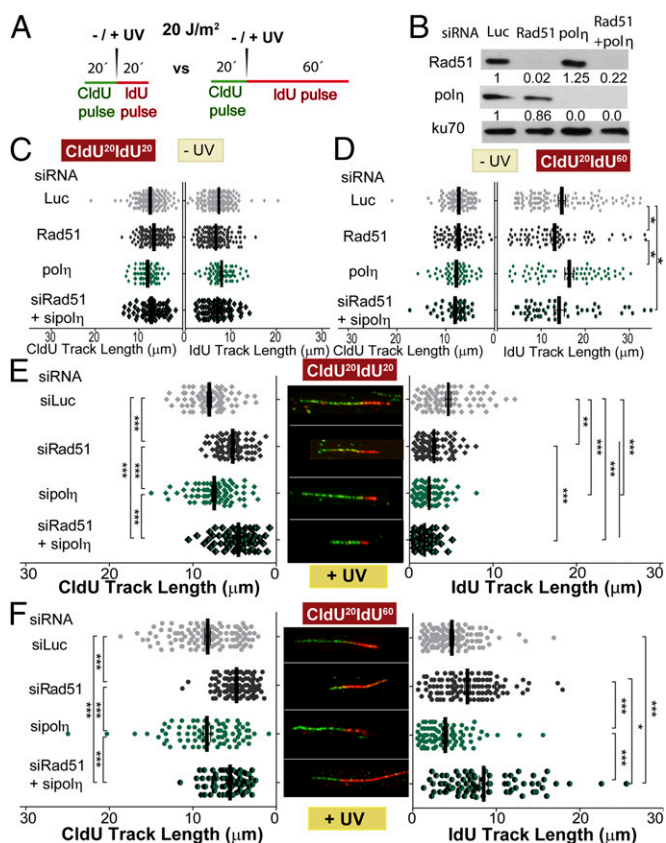 A
- / + UV
20 J/m²
- / + UV
20´
20´
vs
20´
60´
CldU pulse
IdU pulse
CldU pulse
IdU pulse
B
siRNA
Luc
Rad51
polη
Rad51 +polη
Rad51
1
0.02
1.25
0.22
polη
1
0.86
0.0
0.0
ku70
C
CldU²⁰IdU²⁰
- UV
siRNA
Luc
Rad51
polη
siRad51
+ sipolη
30
20
10
0
0
10
20
30
CldU Track Length (μm)
IdU Track Length (μm)
D
- UV
CldU²⁰IdU⁶⁰
siRNA
Luc
Rad51
polη
siRad51
+ sipolη
*
*
*
20
10
0
0
10
20
30
CldU Track Length (μm)
IdU Track Length (μm)
E
siRNA
CldU²⁰IdU²⁰
siLuc
siRad51
sipolη
siRad51
+ sipolη
***
***
***
***
**
***
***
***
***
30
20
10
0
CldU Track Length (μm)
+ UV
0
10
20
30
IdU Track Length (μm)
F
siRNA
CldU²⁰IdU⁶⁰
siLuc
siRad51
sipolη
siRad51
+ sipolη
***
***
***
***
***
***
*
***
30
20
10
0
CldU Track Length (μm)
+ UV
0
10
20
30
IdU Track Length (μm)